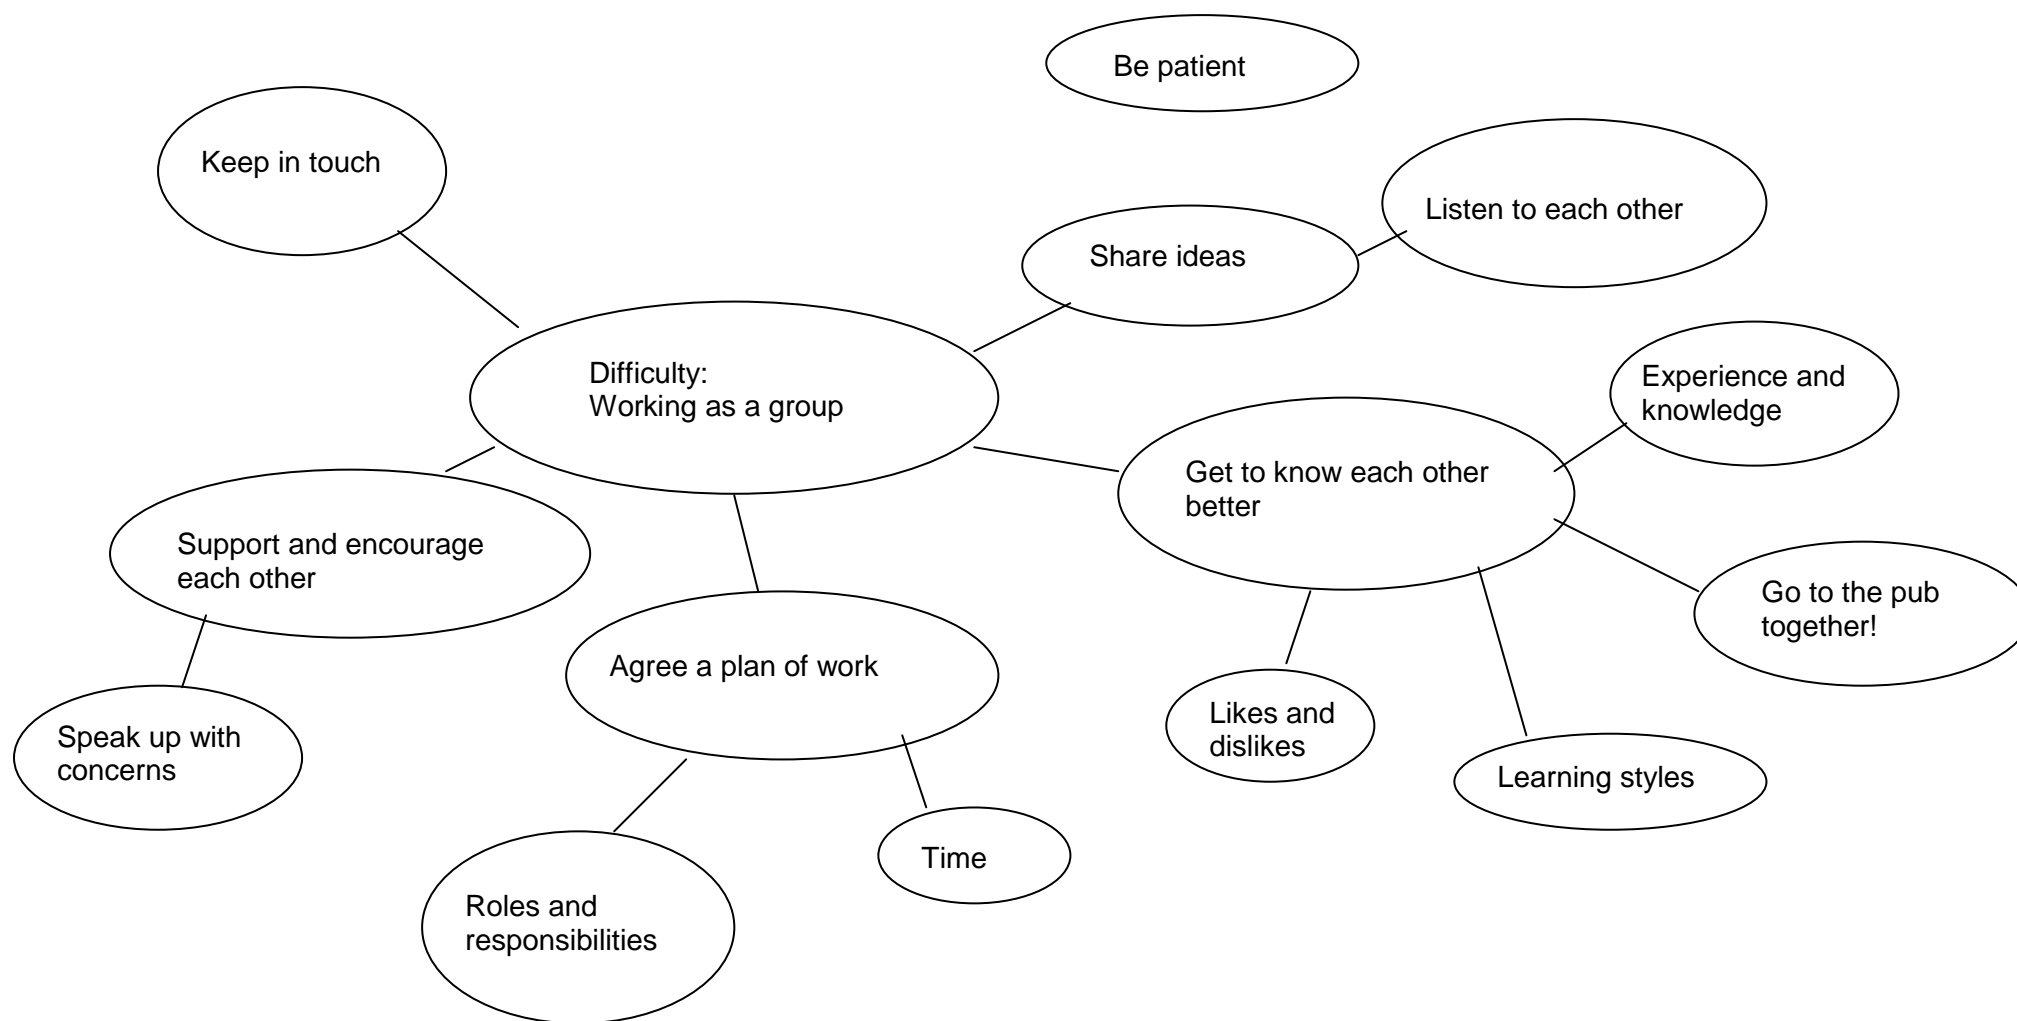 Be patient
Keep in touch
Listen to each other
Share ideas
Difficulty:
Working as a group
Experience and
knowledge
Get to know each other
better
Support and encourage
each other
Go to the pub
together!
Agree a plan of work
Likes and
dislikes
Speak up with
concerns
Learning styles
Time
Roles and
responsibilities